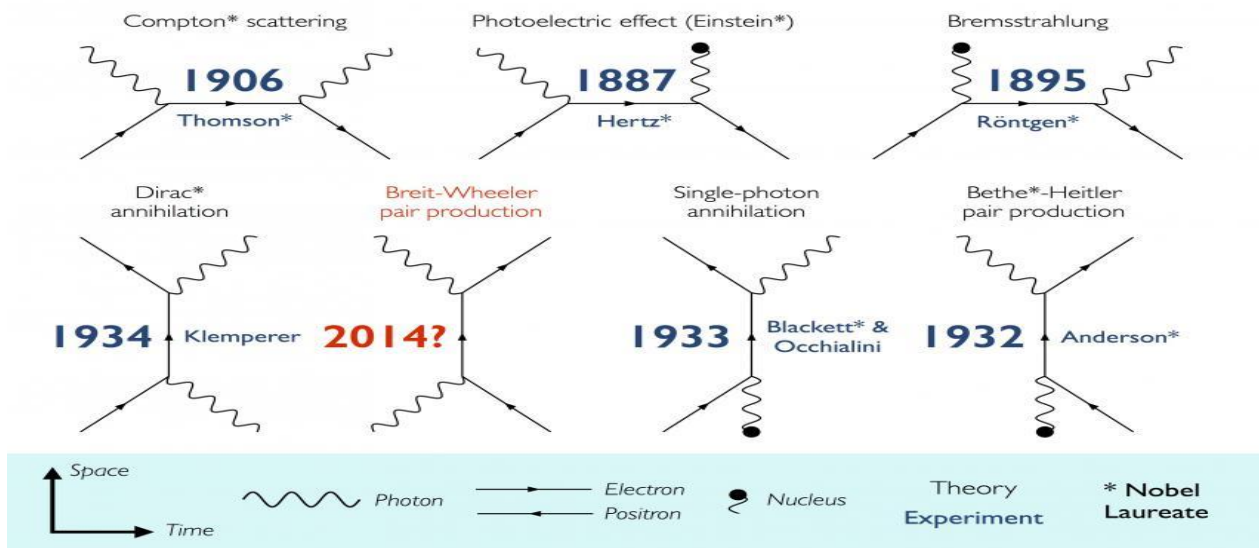 Compton* scattering
Photoelectric effect (Einstein*)
Bremsstrahlung
1906
1887
1895
Thomson*
Hertz*
Röntgen*
Dirac*
annihilation
Breit-Wheeler
pair production
Single-photon
annihilation
Bethe*-Heitler
pair production
1934
Klemperer
2014?
1933
Blackett* &
Occhialini
1932
Anderson*
Space
Time
Photon
Electron
Positron
Nucleus
Theory
Experiment
* Nobel
Laureate